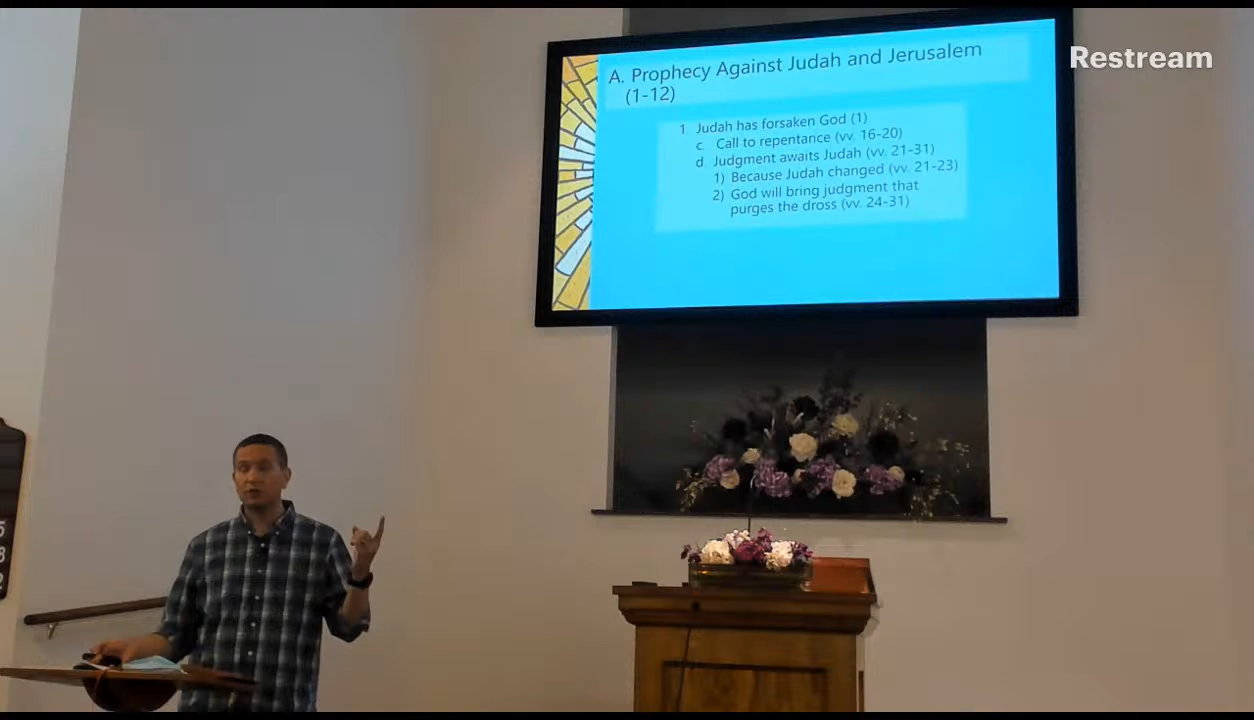 A. Prophecy Against Judah and Jerusalem
(1-12)
1. Judah has forsaken God (1)
c. Call to repentance (vv. 16-20)
d Judgment awaits Judah (vv. 21-31)
1) Because Judah changed (vv. 21-23)
2) God will bring judgment that
purges the dross (vv. 24-31)
Restream